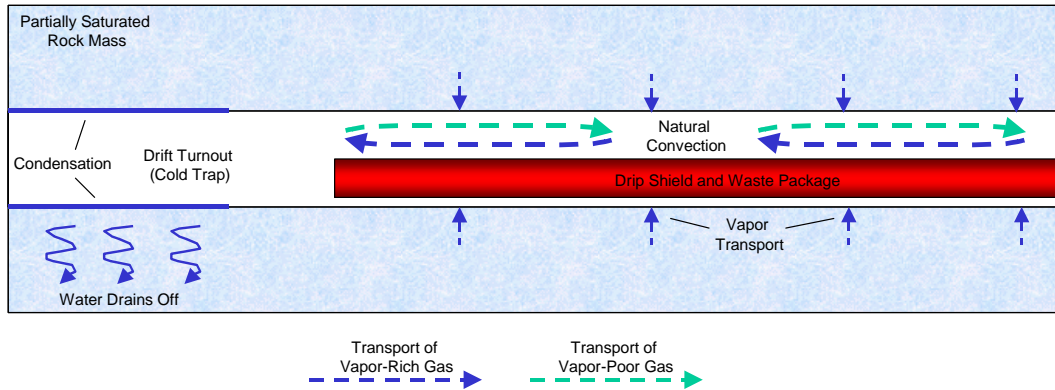 Partially Saturated
Rock Mass
Condensation
Drift Turnout
(Cold Trap)
Natural
Convection
Drip Shield and Waste Package
Vapor
Transport
Water Drains Off
Transport of
Vapor-Rich Gas
Transport of
Vapor-Poor Gas